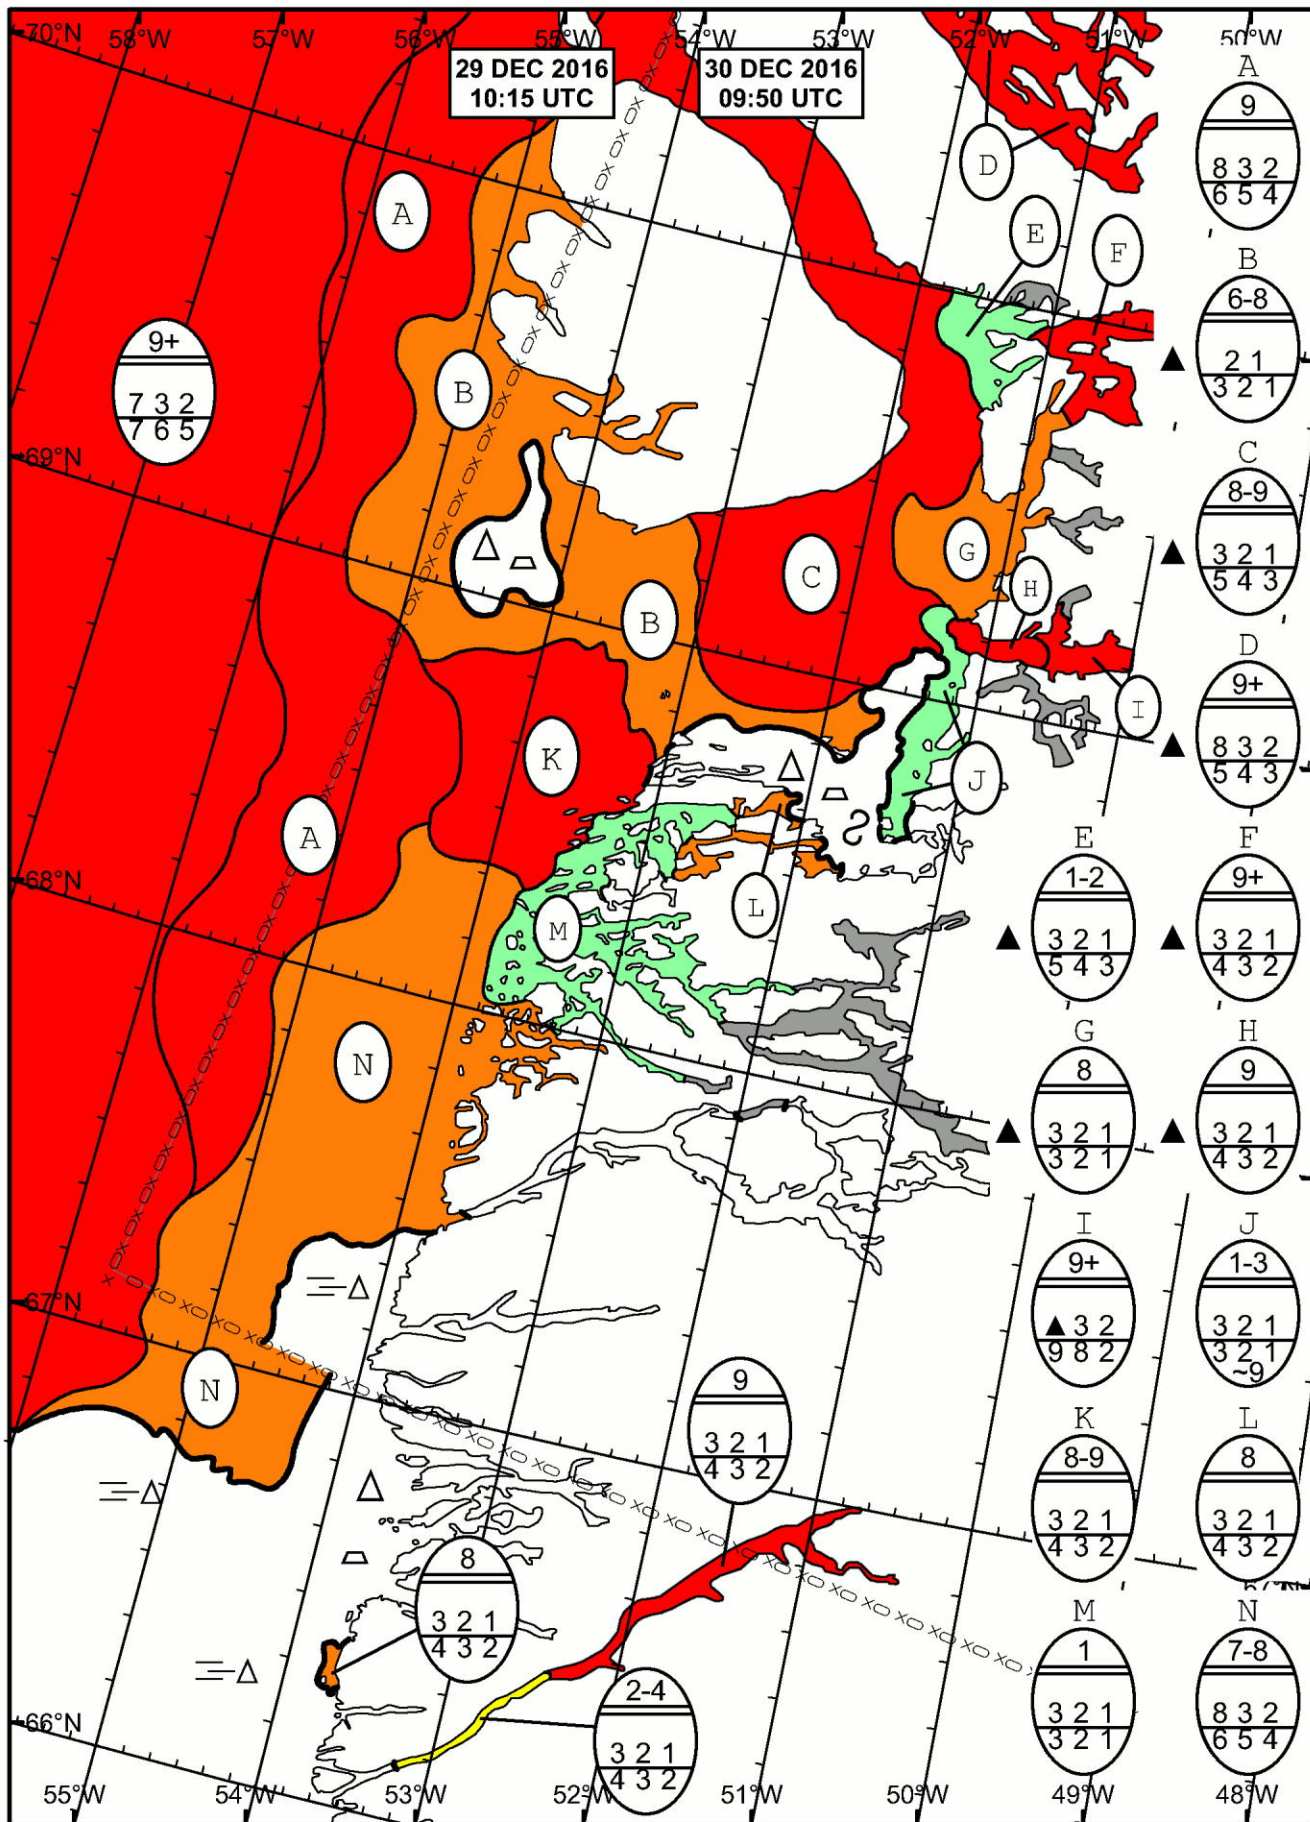 70°N
58°W
57°W
56°W
55°W
54°W
53°W
52°W
51°W
50°W
29 DEC 2016
10:15 UTC
30 DEC 2016
09:50 UTC
A
9
8 3 2
6 5 4
D
A
E
F
B
6-8
2 1
3 2 1
9+
7 3 2
7 6 5
B
69°N
C
8-9
3 2 1
5 4 3
G
C
H
B
D
9+
8 3 2
5 4 3
I
K
J
A
E
1-2
3 2 1
5 4 3
F
9+
3 2 1
4 3 2
68°N
L
M
N
G
8
3 2 1
3 2 1
H
9
3 2 1
4 3 2
I
9+
3 2
9 8 2
J
1-3
3 2 1
3 2 1
~9
67°N
N
9
3 2 1
4 3 2
K
8-9
3 2 1
4 3 2
L
8
3 2 1
4 3 2
8
3 2 1
4 3 2
M
1
3 2 1
3 2 1
N
7-8
8 3 2
6 5 4
2-4
3 2 1
4 3 2
66°N
55°W
54°W
53°W
52°W
51°W
50°W
49°W
48°W